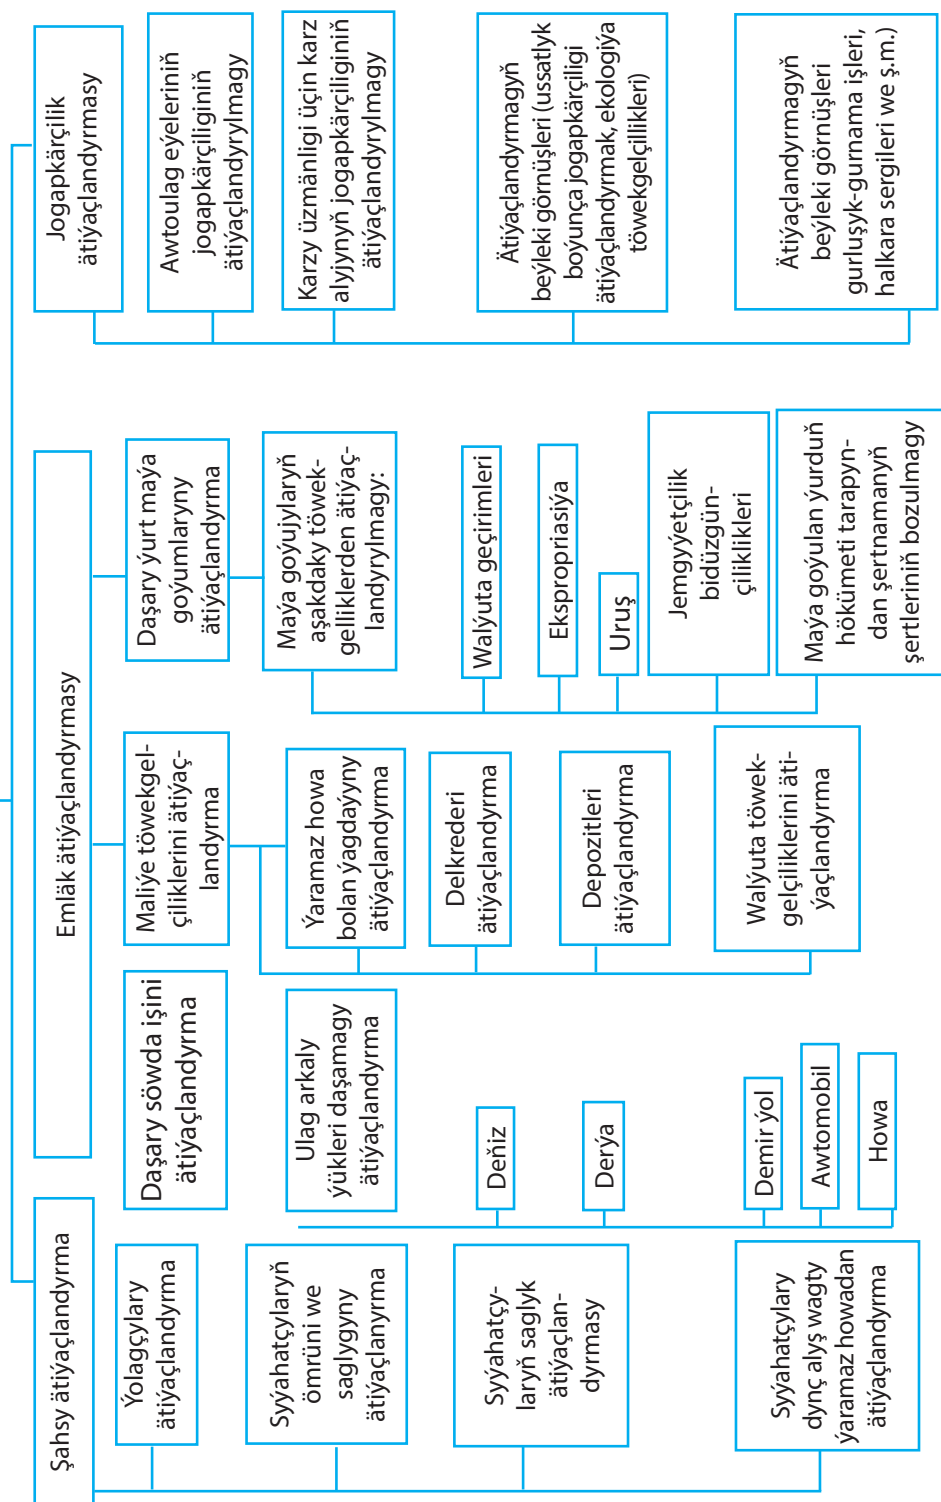 Şahsy ätiýaçlandyrma
Ýolagçylary
ätiýaçlandyrma
Syýahatçylaryň
ömrüni we
saglygyny
ätiýaçlanyrma
Syýahatçy-
laryň saglyk
ätiýaçlan-
dyrmasy
Syýahatçylary
dynç alyş wagty
ýaramaz howadan
ätiýaçlandyrma
Emläk ätiýaçlandyrmasy
Daşary söwda işini
ätiýaçlandyrma
Ulag arkaly
ýükleri daşamagy
ätiýaçlandyrma
Deňiz
Derýa
Demir ýol
Awtomobil
Howa
Maliýe töwekgel-
çiliklerini ätiýaç-
landyrma
Ýaramaz howa
bolan ýagdaýyny
ätiýaçlandyrma
Delkrederi
ätiýaçlandyrma
Depozitleri
ätiýaçlandyrma
Walýuta töwek-
gelçiliklerini äti-
ýaçlandyrma
Daşary ýurt maýa
goýumlaryny
ätiýaçlandyrma
Maýa goýujylaryň
aşakdaky töwek-
gelliklerden ätiýaç-
landyrylmagy:
Walýuta geçirimleri
Ekspropriasiýa
Uruş
Jemgyýetçilik
bidüzgün-
çilikleri
Maýa goýulan ýurduň
hökümeti tarapyn-
dan şertnamanyň
şertleriniň bozulmagy
Jogapkärçilik
ätiýaçlandyrmasy
Awtoulag eýeleriniň
jogapkärçiliginiň
ätiýaçlandyrylmagy
Karzy üzmänligi üçin karz
alyjynyň jogapkärçiliginiň
ätiýaçlandyrylmagy
Ätiýaçlandyrmagyň
beýleki görnüşleri (ussatlyk
boýunça jogapkärçiligi
ätiýaçlandyrmak, ekologiýa
töwekgelçillikleri)
Ätiýaçlandyrmagyň
beýleki görnüşleri
gurluşyk-gurnama işleri,
halkara sergileri we ş.m.)